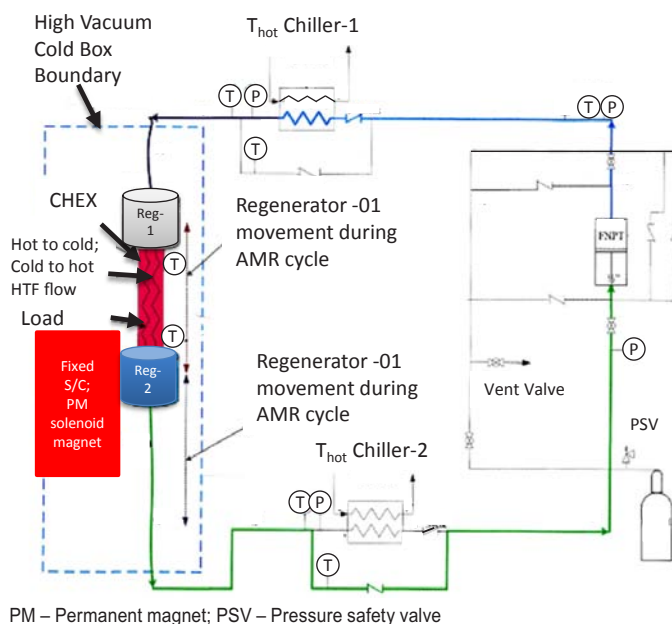 High Vacuum
Cold Box
Boundary
T_hot Chiller-1
T P
T P
T
CHEX
Reg-
1
Hot to cold;
Cold to hot
HTF flow
T
Regenerator -01
movement during
AMR cycle
FNPT
½"
Load
T
P
Fixed
S/C;
PM
solenoid
magnet
Reg-
2
Regenerator -01
movement during
AMR cycle
Vent Valve
PSV
T_hot Chiller-2
T P
T
PM – Permanent magnet; PSV – Pressure safety valve